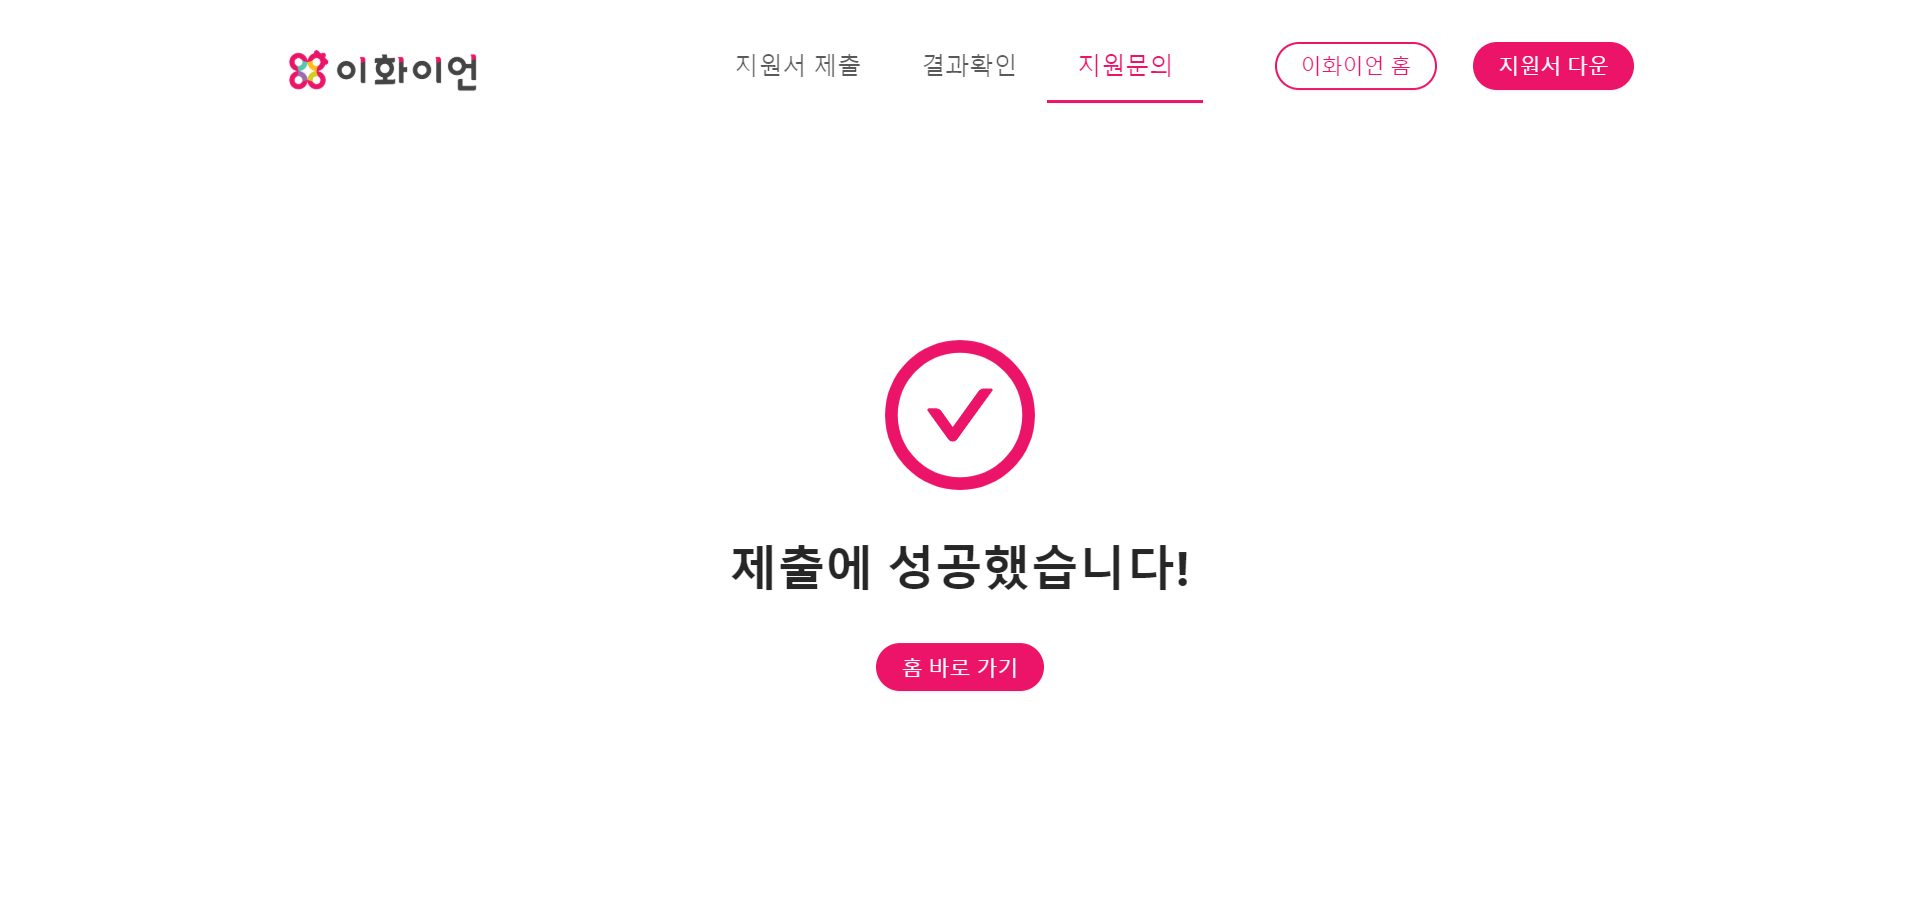 이화이언
지원서 제출
결과확인
지원문의
이화이언 홈
지원서 다운
제출에 성공했습니다!
홈 바로 가기